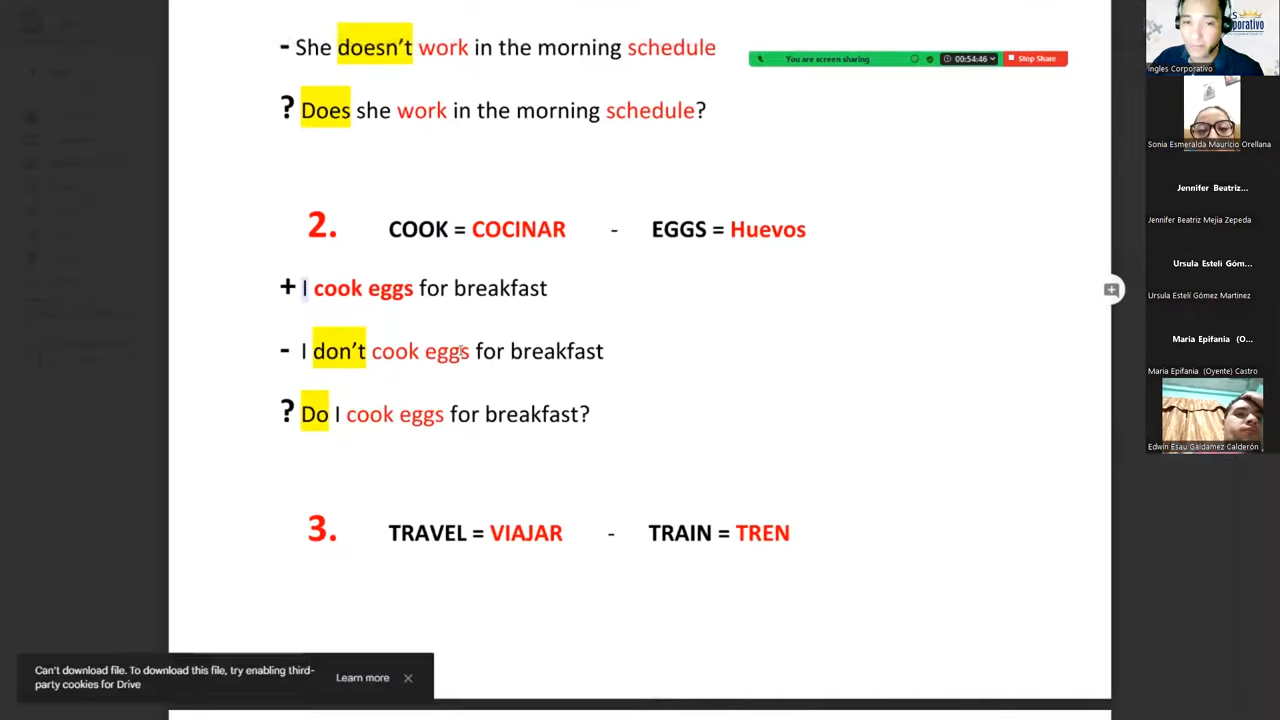 - She doesn't work in the morning schedule
You are screen sharing
00:54:46
Stop Share
? Does she work in the morning schedule?
2. COOK = COCINAR - EGGS = Huevos
+ I cook eggs for breakfast
- I don't cook eggs for breakfast
? Do I cook eggs for breakfast?
3. TRAVEL = VIAJAR - TRAIN = TREN
Can't download file. To download this file, try enabling third-
party cookies for Drive
Learn more
Ingles Corporativo
Sonia Esmeralda Mauricio Orellana
Jennifer Beatriz...
Jennifer Beatriz Mejia Zepeda
Ursula Estelí Góm...
Ursula Estelí Gómez Martinez
Maria Epifania (O...
Maria Epifania (Oyente) Castro
Edwin Esau Galdamez Calderón